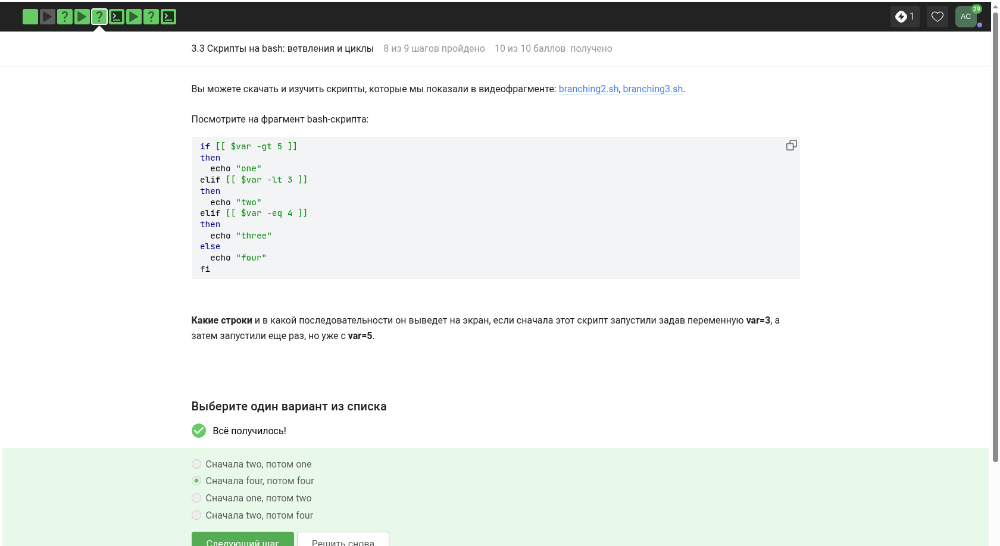 1
AC
29
3.3 Скрипты на bash: ветвления и циклы 8 из 9 шагов пройдено 10 из 10 баллов получено
Вы можете скачать и изучить скрипты, которые мы показали в видеофрагменте: branching2.sh, branching3.sh.
Посмотрите на фрагмент bash-скрипта:
if [[ $var -gt 5 ]]
then
  echo "one"
elif [[ $var -lt 3 ]]
then
  echo "two"
elif [[ $var -eq 4 ]]
then
  echo "three"
else
  echo "four"
fi
Какие строки и в какой последовательности он выведет на экран, если сначала этот скрипт запустили задав переменную var=3, а
затем запустили еще раз, но уже с var=5.
Выберите один вариант из списка
Всё получилось!
Сначала two, потом one
Сначала four, потом four
Сначала one, потом two
Сначала two, потом four
Следующий шаг Решить снова